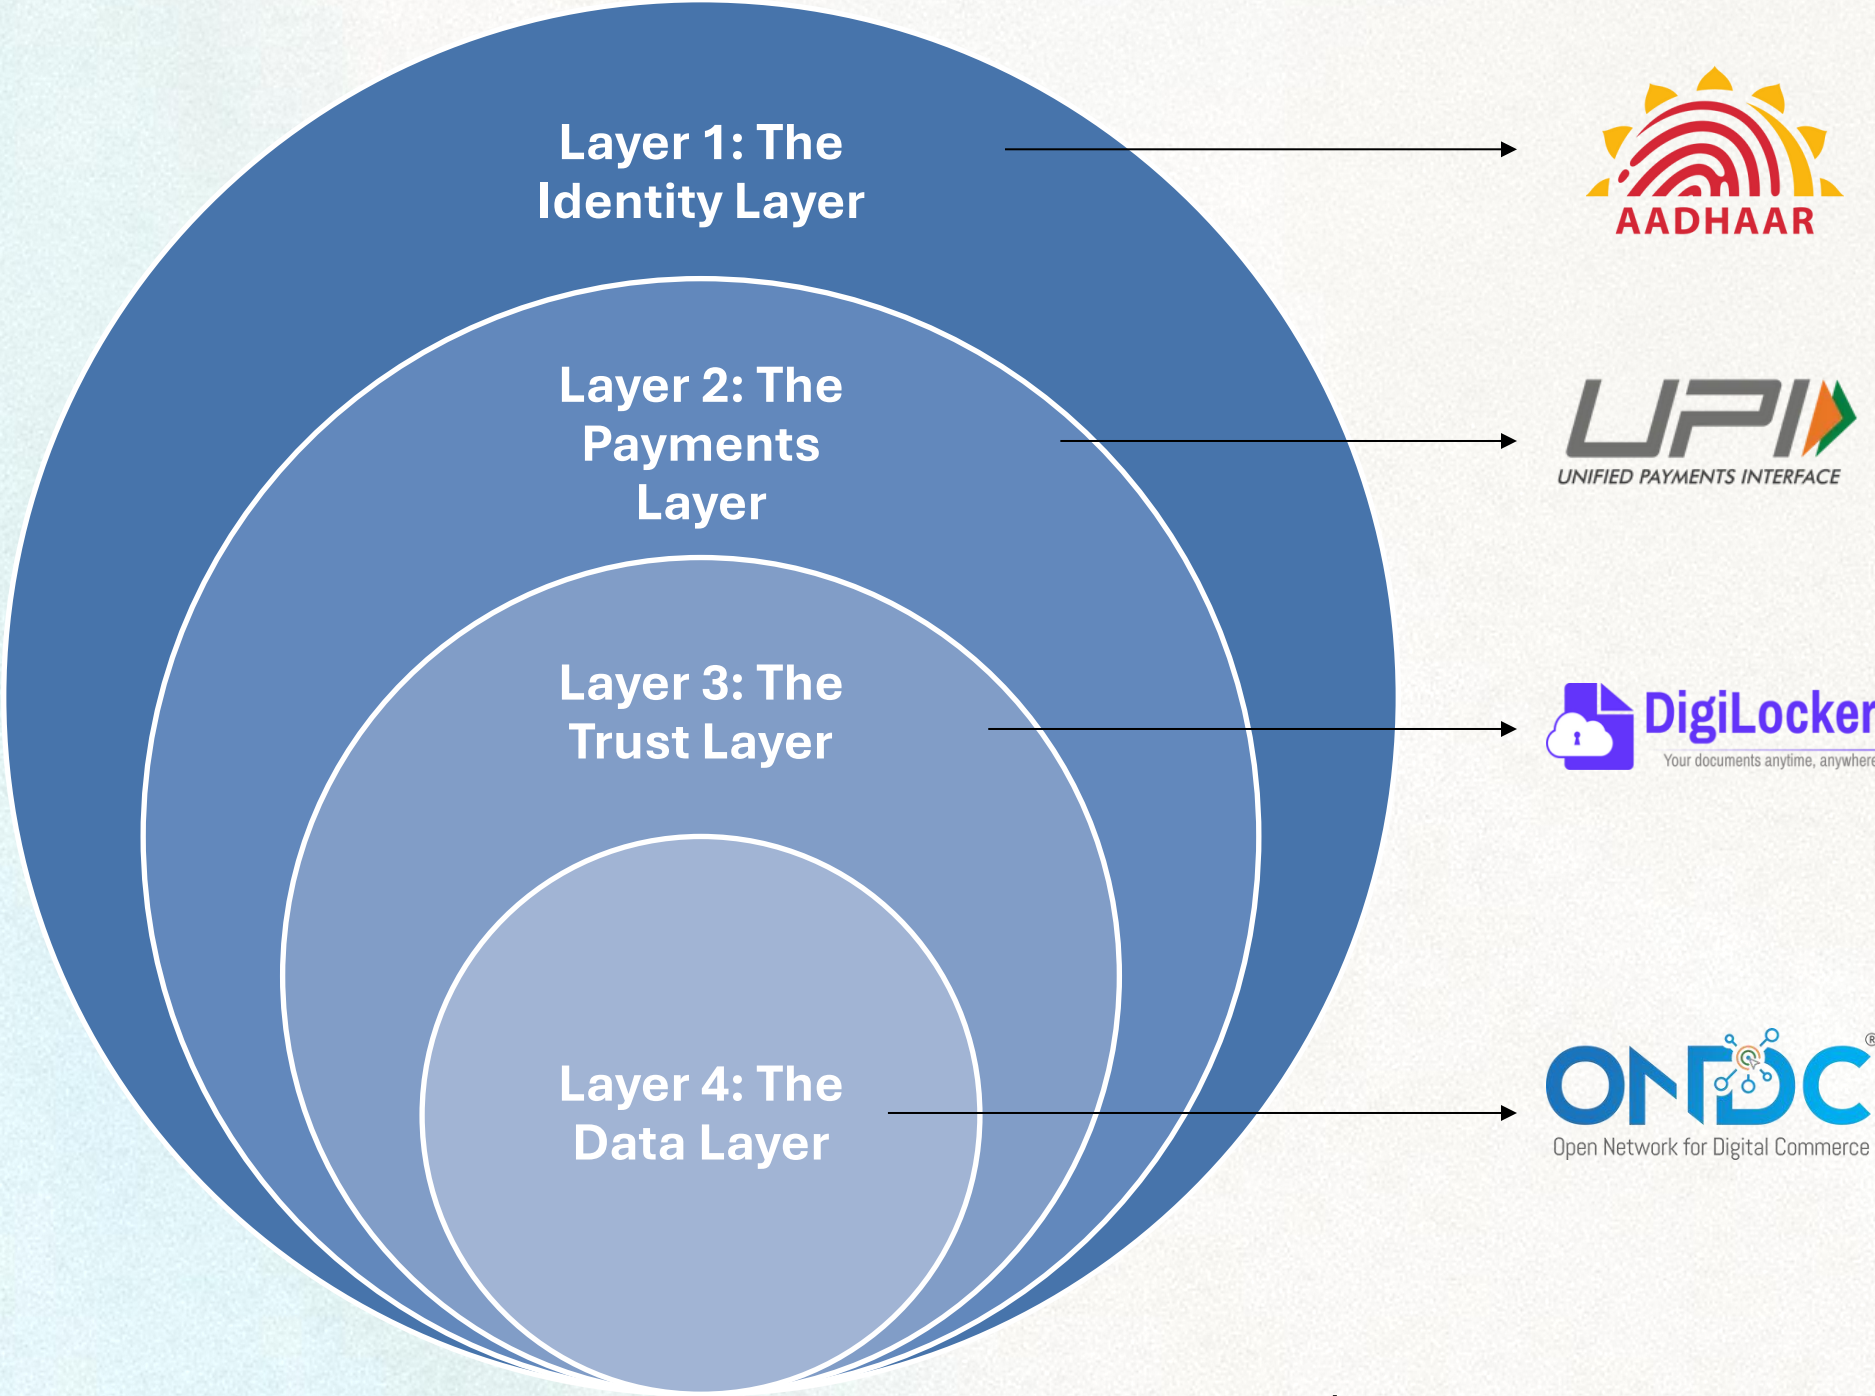 Layer 1: The
Identity Layer
AADHAAR
Layer 2: The
Payments
Layer
UPI
UNIFIED PAYMENTS INTERFACE
Layer 3: The
Trust Layer
DigiLocker
Your documents anytime, anywhere
Layer 4: The
Data Layer
ONDC®
Open Network for Digital Commerce